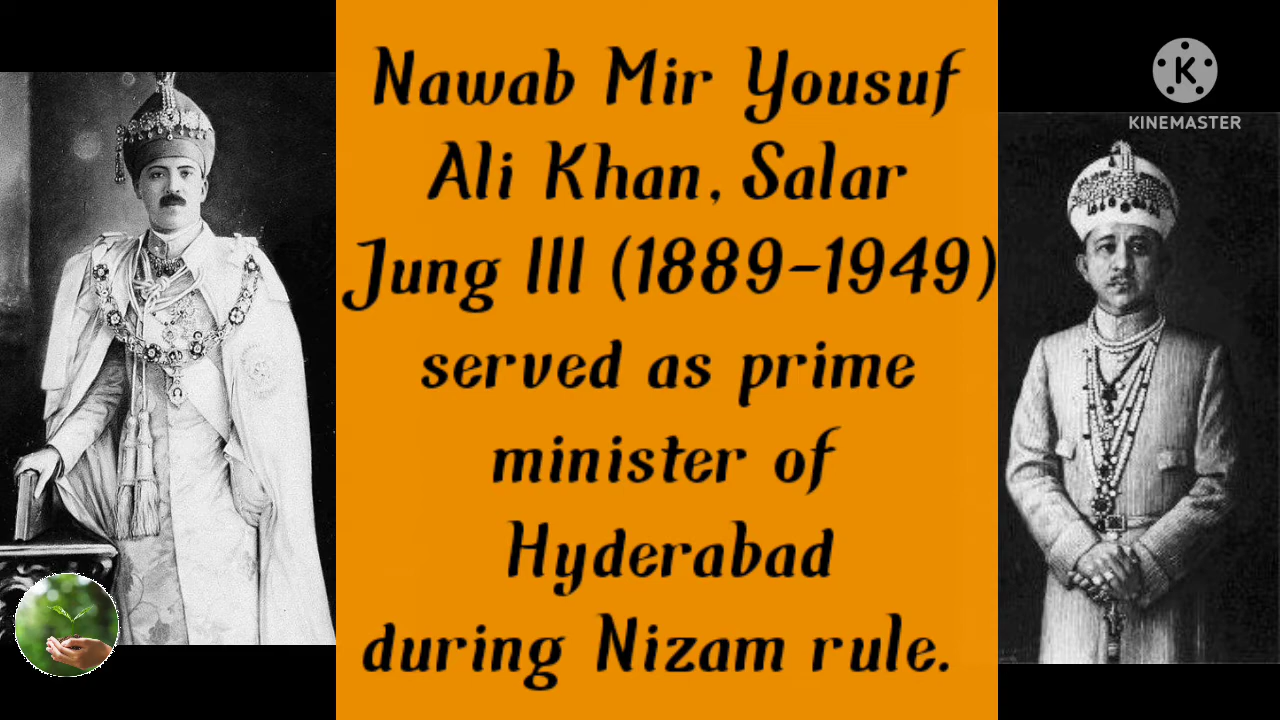 Nawab Mir Yousuf
Ali Khan, Salar
Jung III (1889-1949)
served as prime
minister of
Hyderabad
during Nizam rule.
K
KINEMASTER